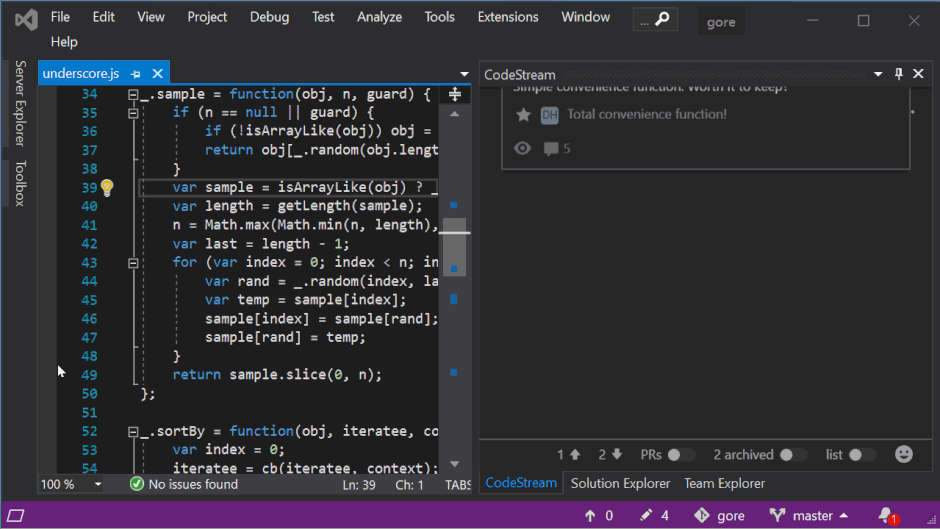 File Edit View Project Debug Test Analyze Tools Extensions Window ... gore
Help
Server Explorer
Toolbox
underscore.js
34 _.sample = function(obj, n, guard) {
35 if (n == null || guard) {
36 if (!isArrayLike(obj)) obj =
37 return obj[_.random(obj.lengt
38 }
39 var sample = isArrayLike(obj) ? _
40 var length = getLength(sample);
41 n = Math.max(Math.min(n, length),
42 var last = length - 1;
43 for (var index = 0; index < n; in
44 var rand = _.random(index, la
45 var temp = sample[index];
46 sample[index] = sample[rand];
47 sample[rand] = temp;
48 }
49 return sample.slice(0, n);
50 };
51
52 _.sortBy = function(obj, iteratee, co
53 var index = 0;
54 iteratee = cb(iteratee, context);
100 % No issues found Ln: 39 Ch: 1 TABS
CodeStream
Simple convenience function. Worth it to keep?
DH Total convenience function!
5
1 2 PRs 2 archived list
CodeStream Solution Explorer Team Explorer
0 4 gore master 1